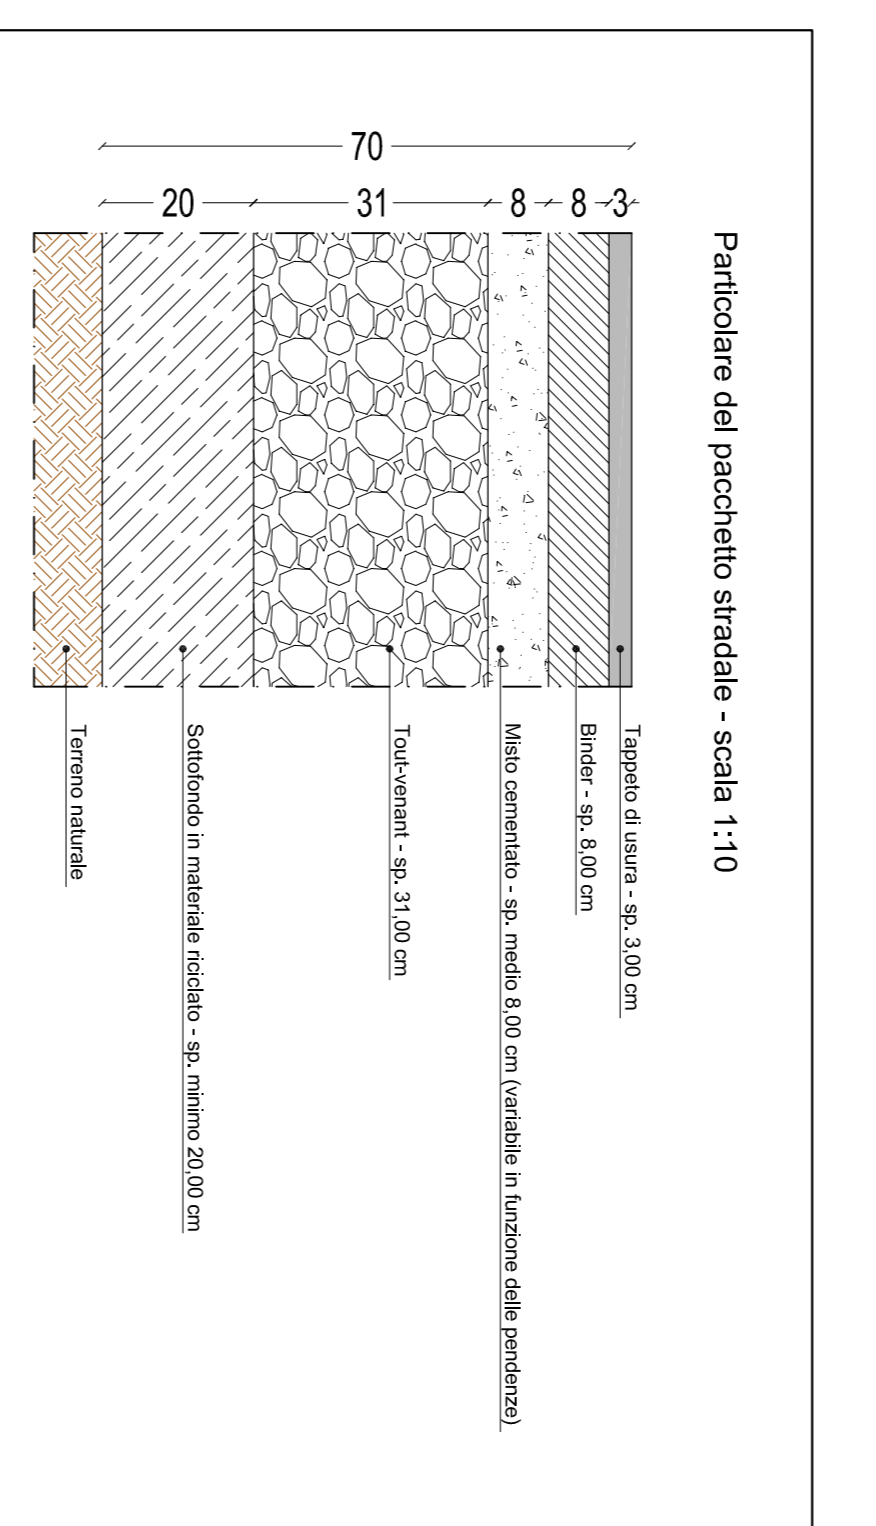 Particolare del pacchetto stradale - scala 1:10
70
3
8
8
31
20
Tappeto di usura - sp. 3,00 cm
Binder - sp. 8,00 cm
Misto cementato - sp. medio 8,00 cm (variabile in funzione delle pendenze)
Tout-venant - sp. 31,00 cm
Sottofondo in materiale riciclato - sp. minimo 20,00 cm
Terreno naturale